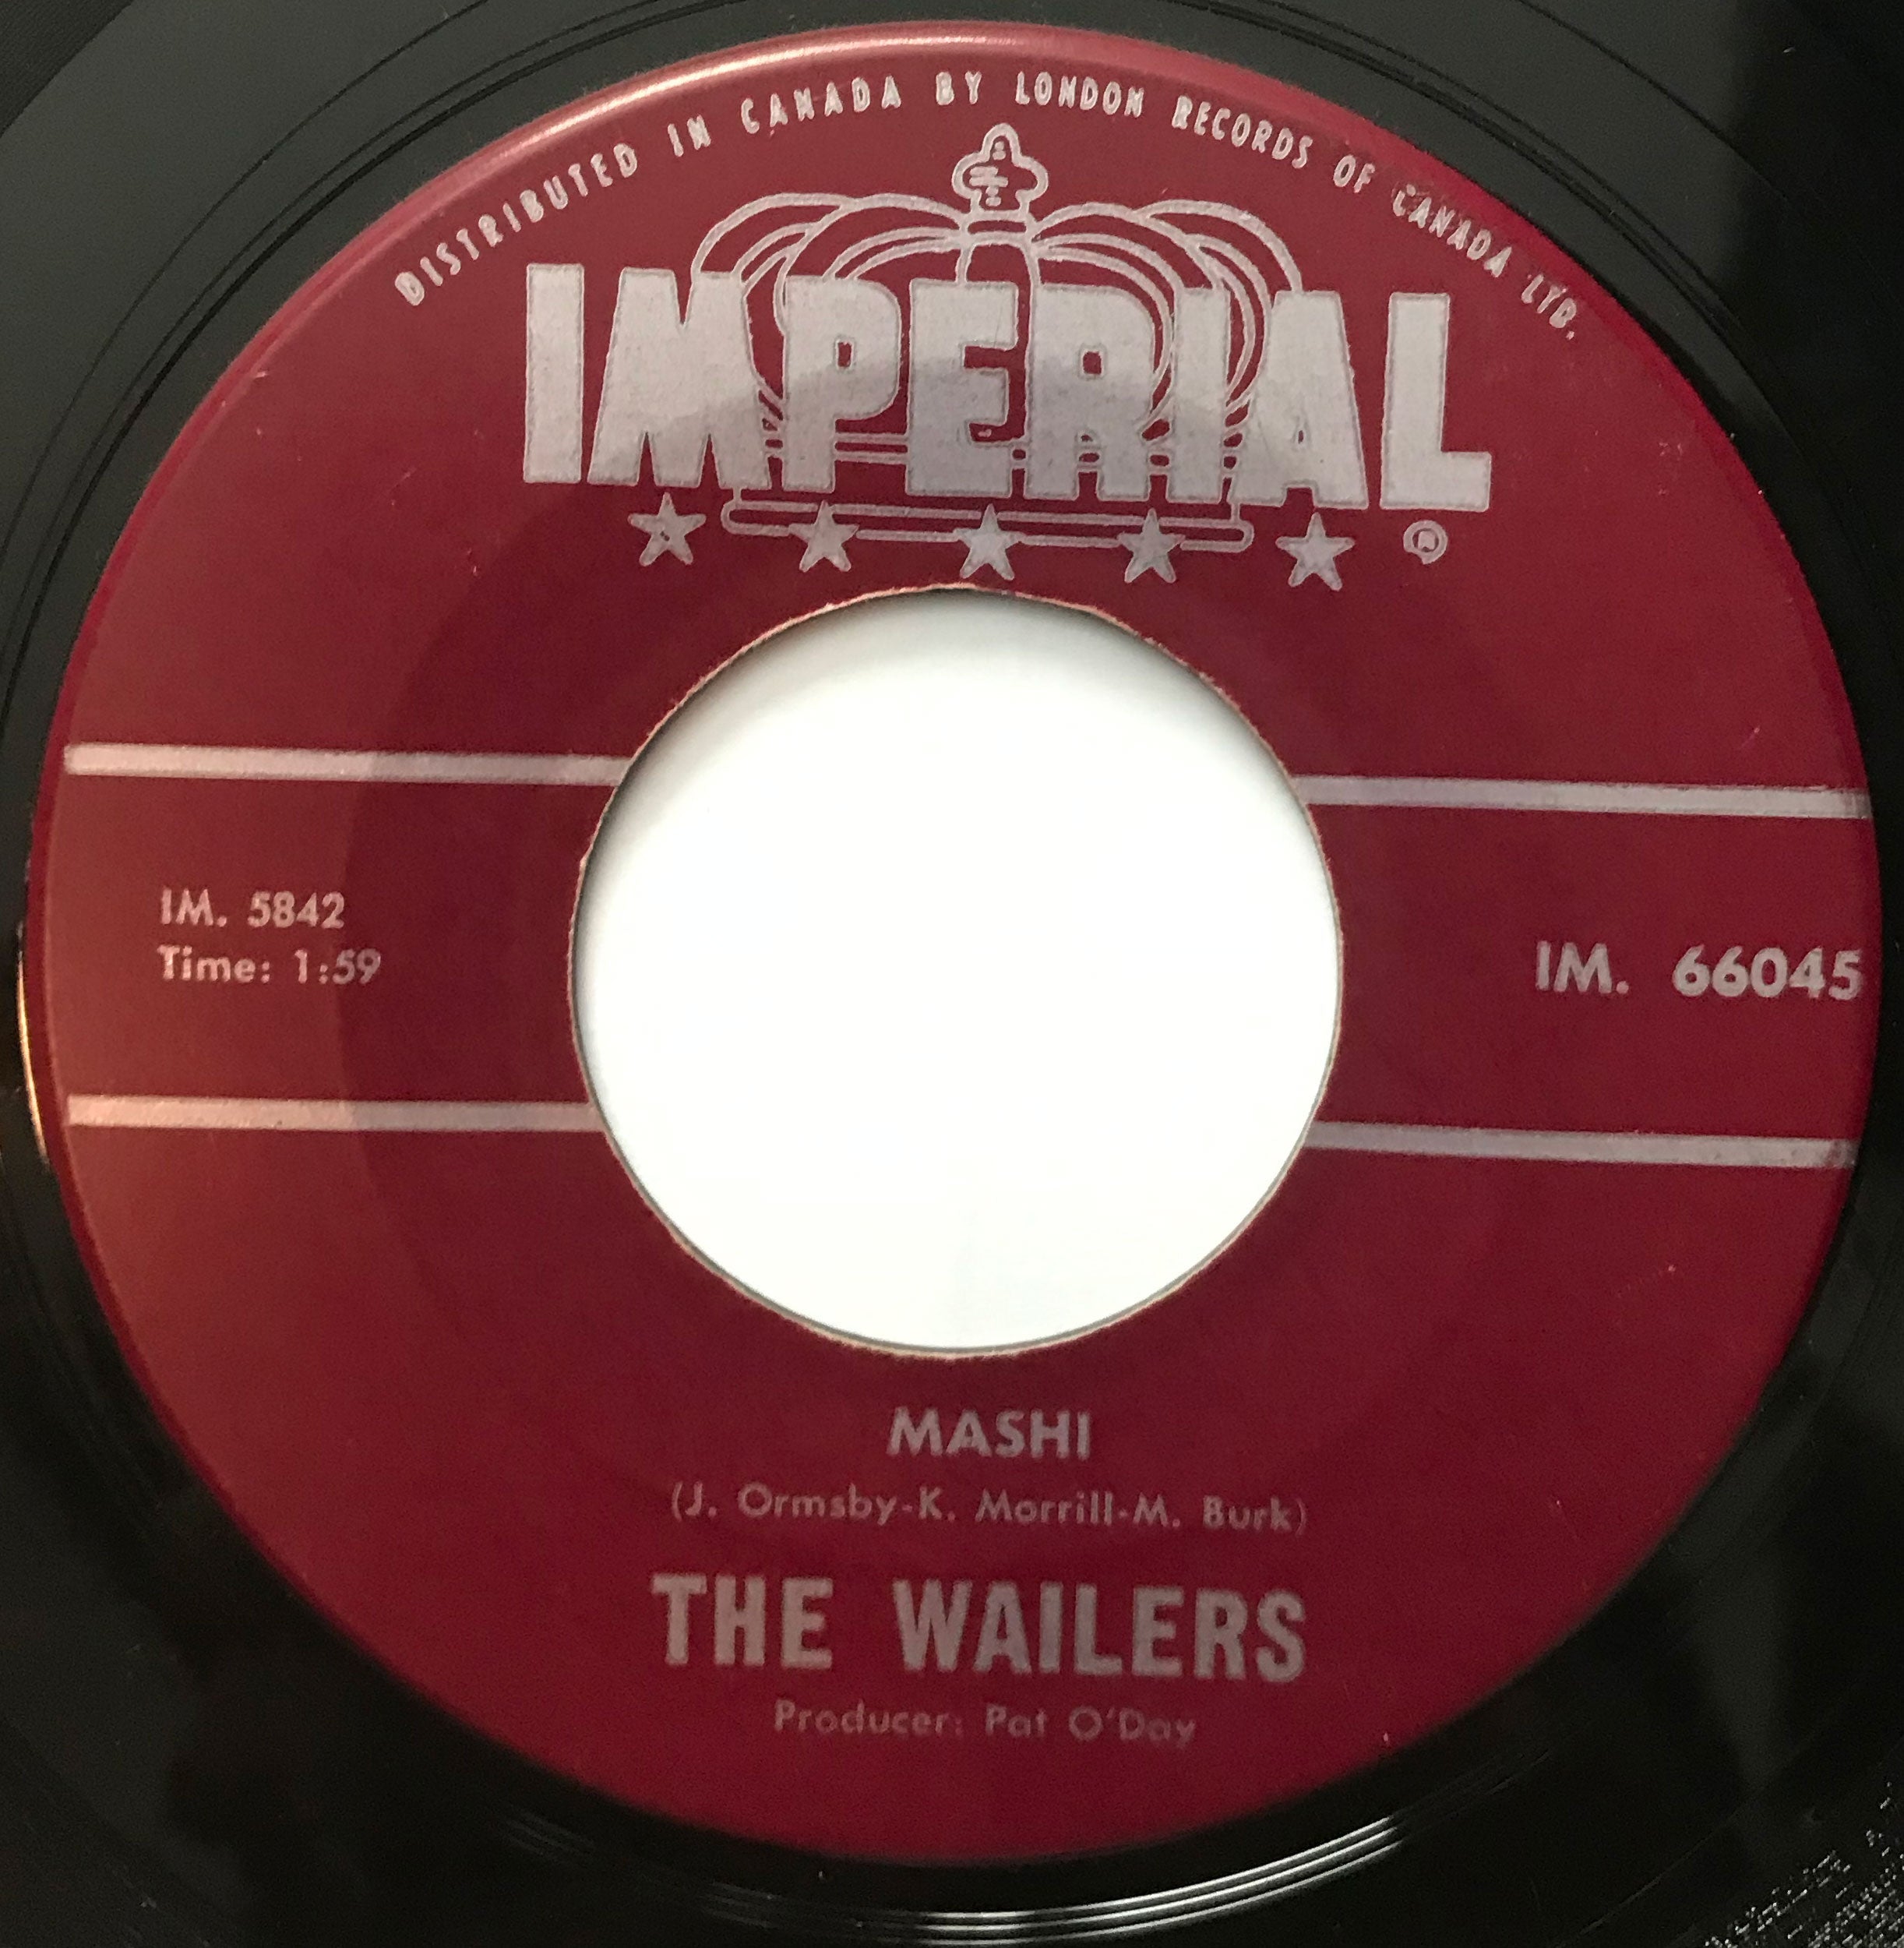 DISTRIBUTED IN CANADA BY LONDON RECORDS OF CANADA LTD.
IMPERIAL
®
IM. 5842
Time: 1:59
IM. 66045
MASHI
(J. Ormsby-K. Morrill-M. Burk)
THE WAILERS
Producer: Pat O'Day